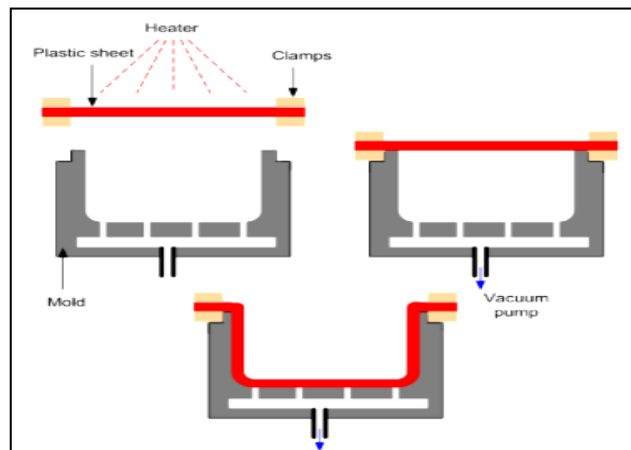 Heater
Plastic sheet
Clamps
Mold
Vacuum
pump